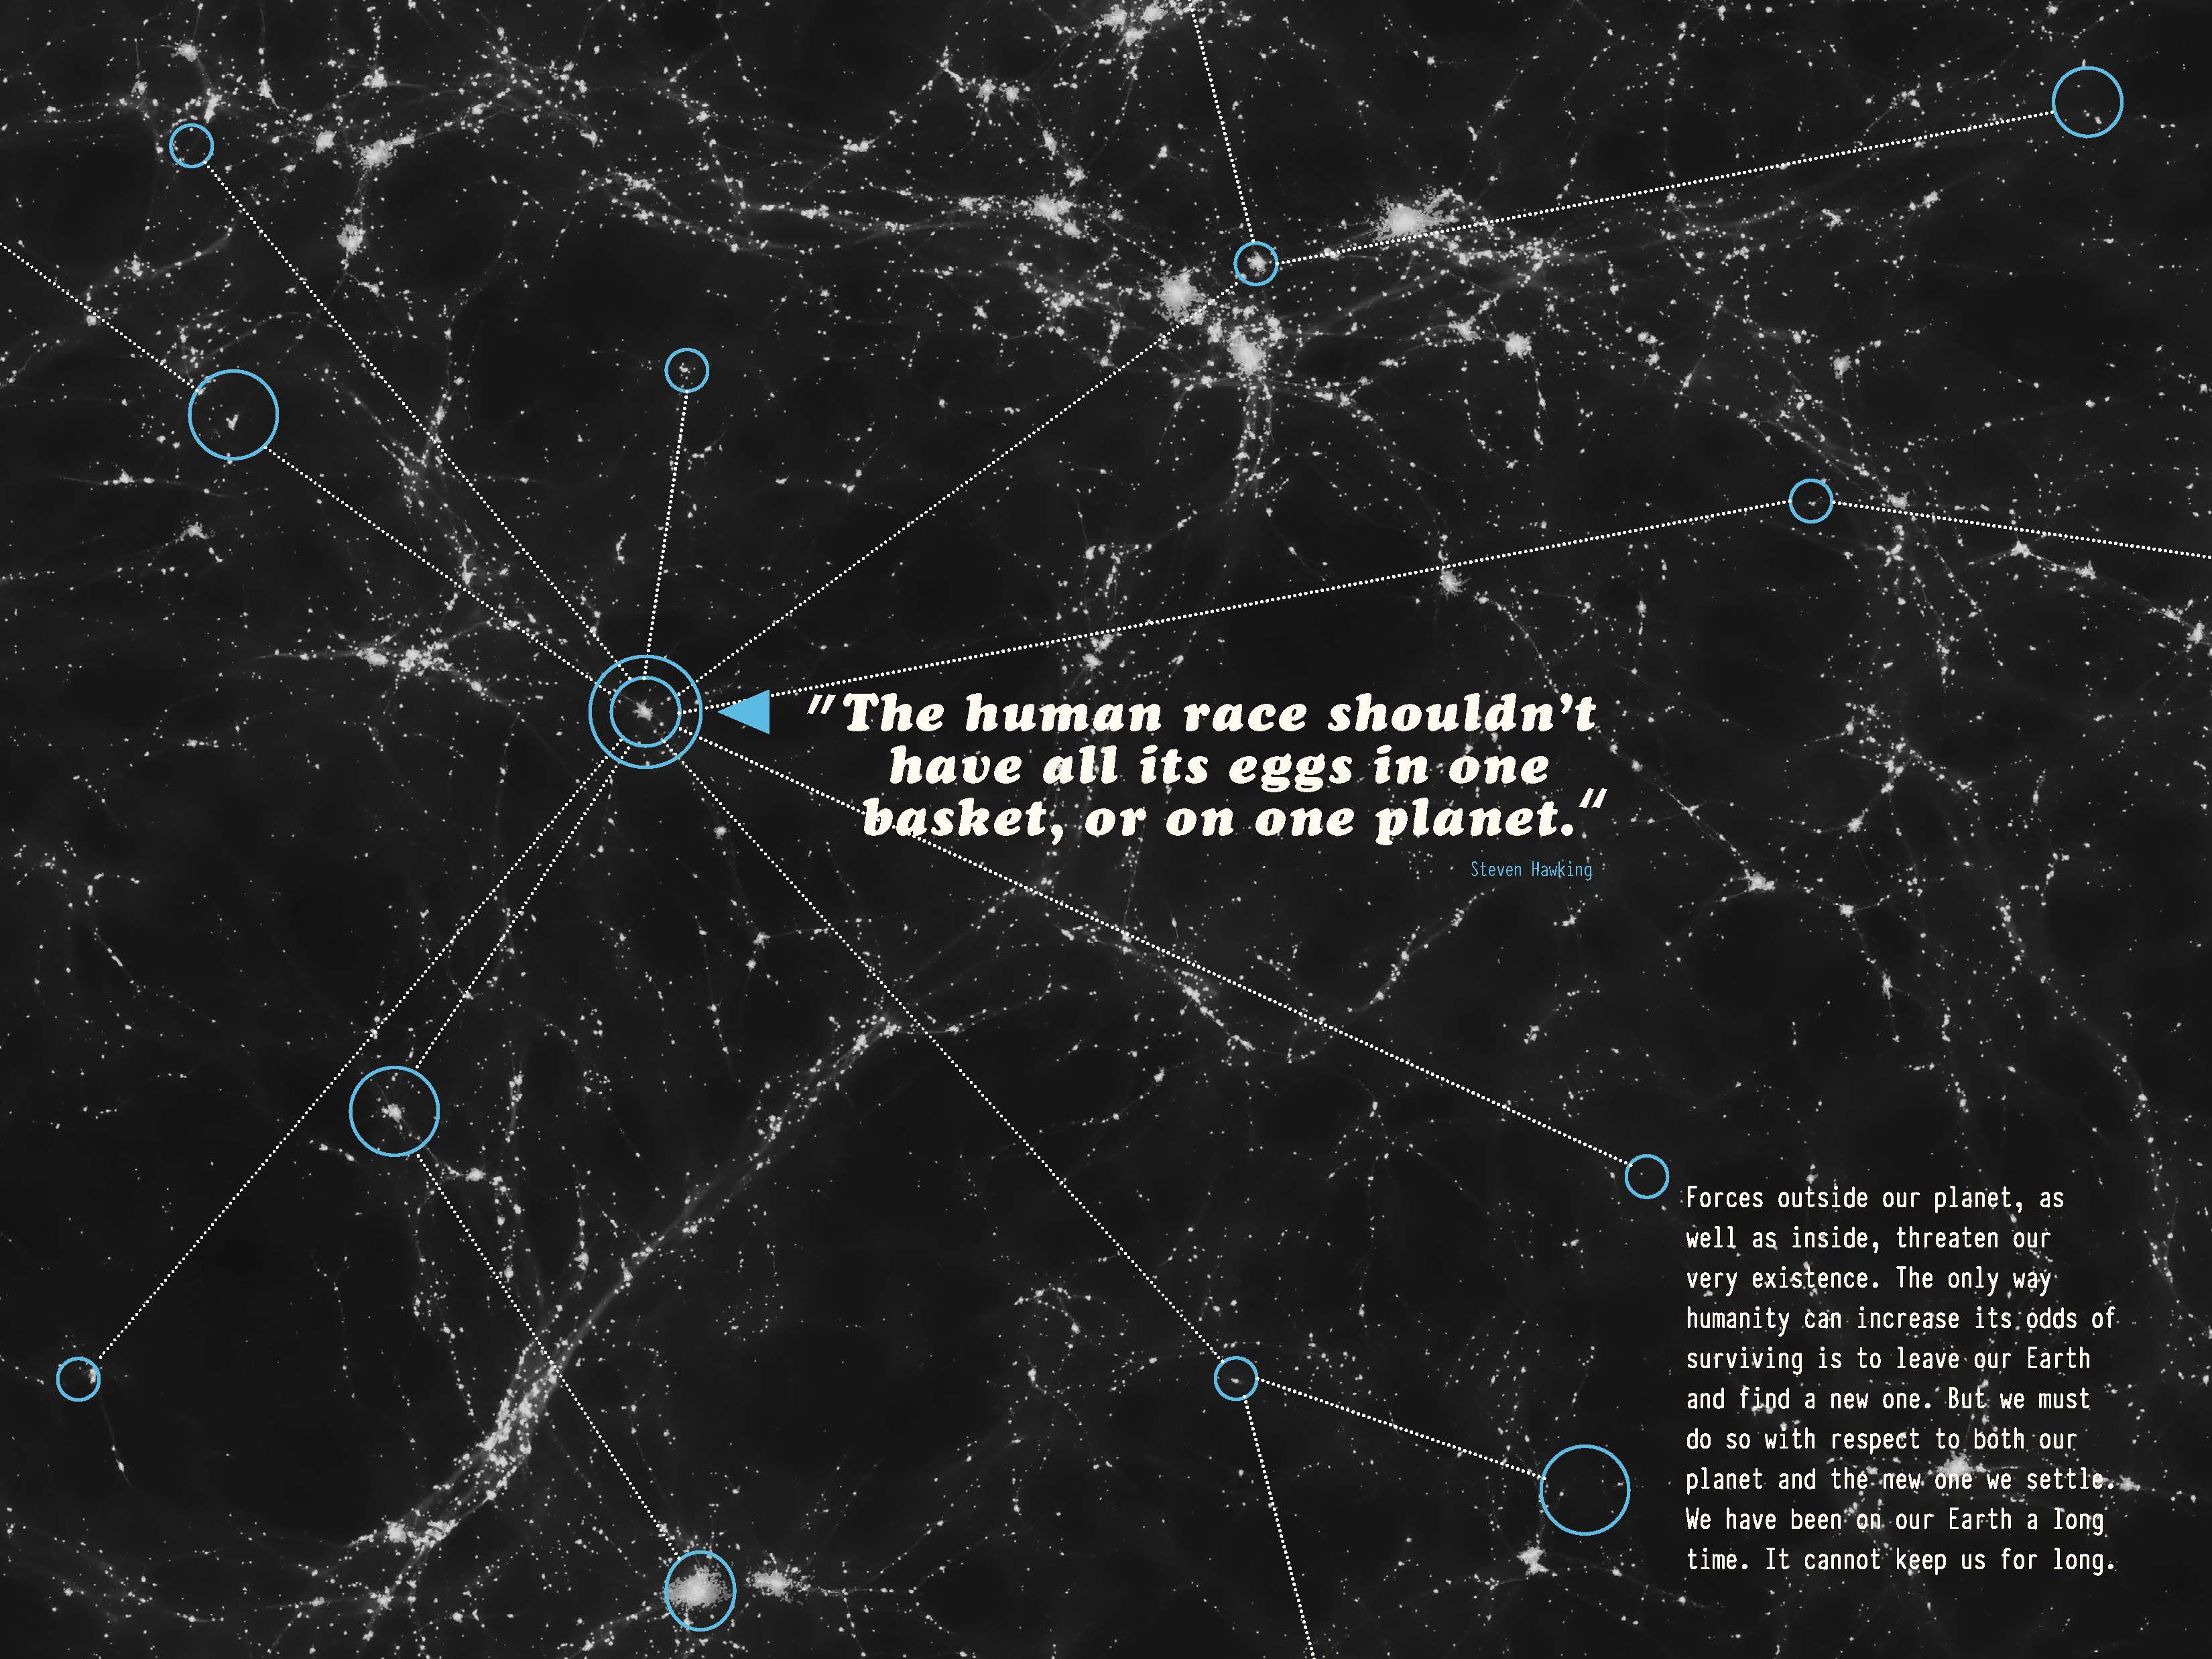 "The human race shouldn't
have all its eggs in one
basket, or on one planet."
Steven Hawking
Forces outside our planet, as
well as inside, threaten our
very existence. The only way
humanity can increase its odds of
surviving is to leave our Earth
and find a new one. But we must
do so with respect to both our
planet and the new one we settle.
We have been on our Earth a long
time. It cannot keep us for long.